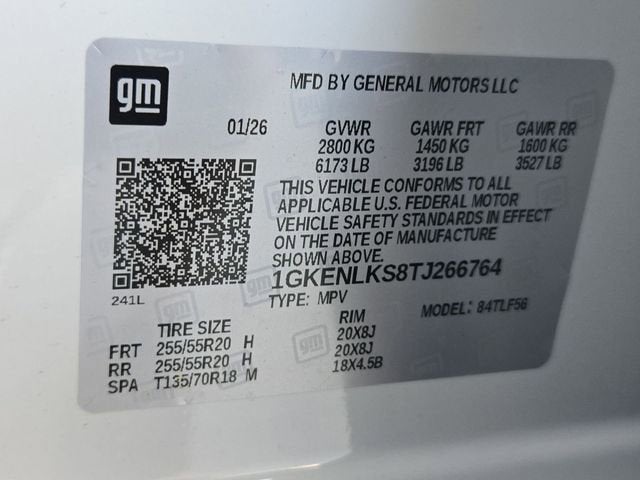 gm
MFD BY GENERAL MOTORS LLC
01/26 GVWR GAWR FRT GAWR RR
2800 KG 1450 KG 1600 KG
6173 LB 3196 LB 3527 LB
THIS VEHICLE CONFORMS TO ALL
APPLICABLE U.S. FEDERAL MOTOR
VEHICLE SAFETY STANDARDS IN EFFECT
ON THE DATE OF MANUFACTURE
SHOWN ABOVE.
1GKENLKS8TJ266764
241L
TYPE: MPV MODEL: 84TLF56
TIRE SIZE RIM
FRT 255/55R20 H 20X8J
RR 255/55R20 H 20X8J
SPA T135/70R18 M 18X4.5B